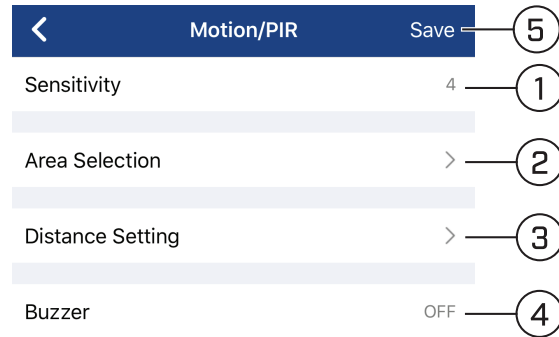 Motion/PIR Save 5
Sensitivity 4 1
Area Selection 2
Distance Setting 3
Buzzer OFF 4